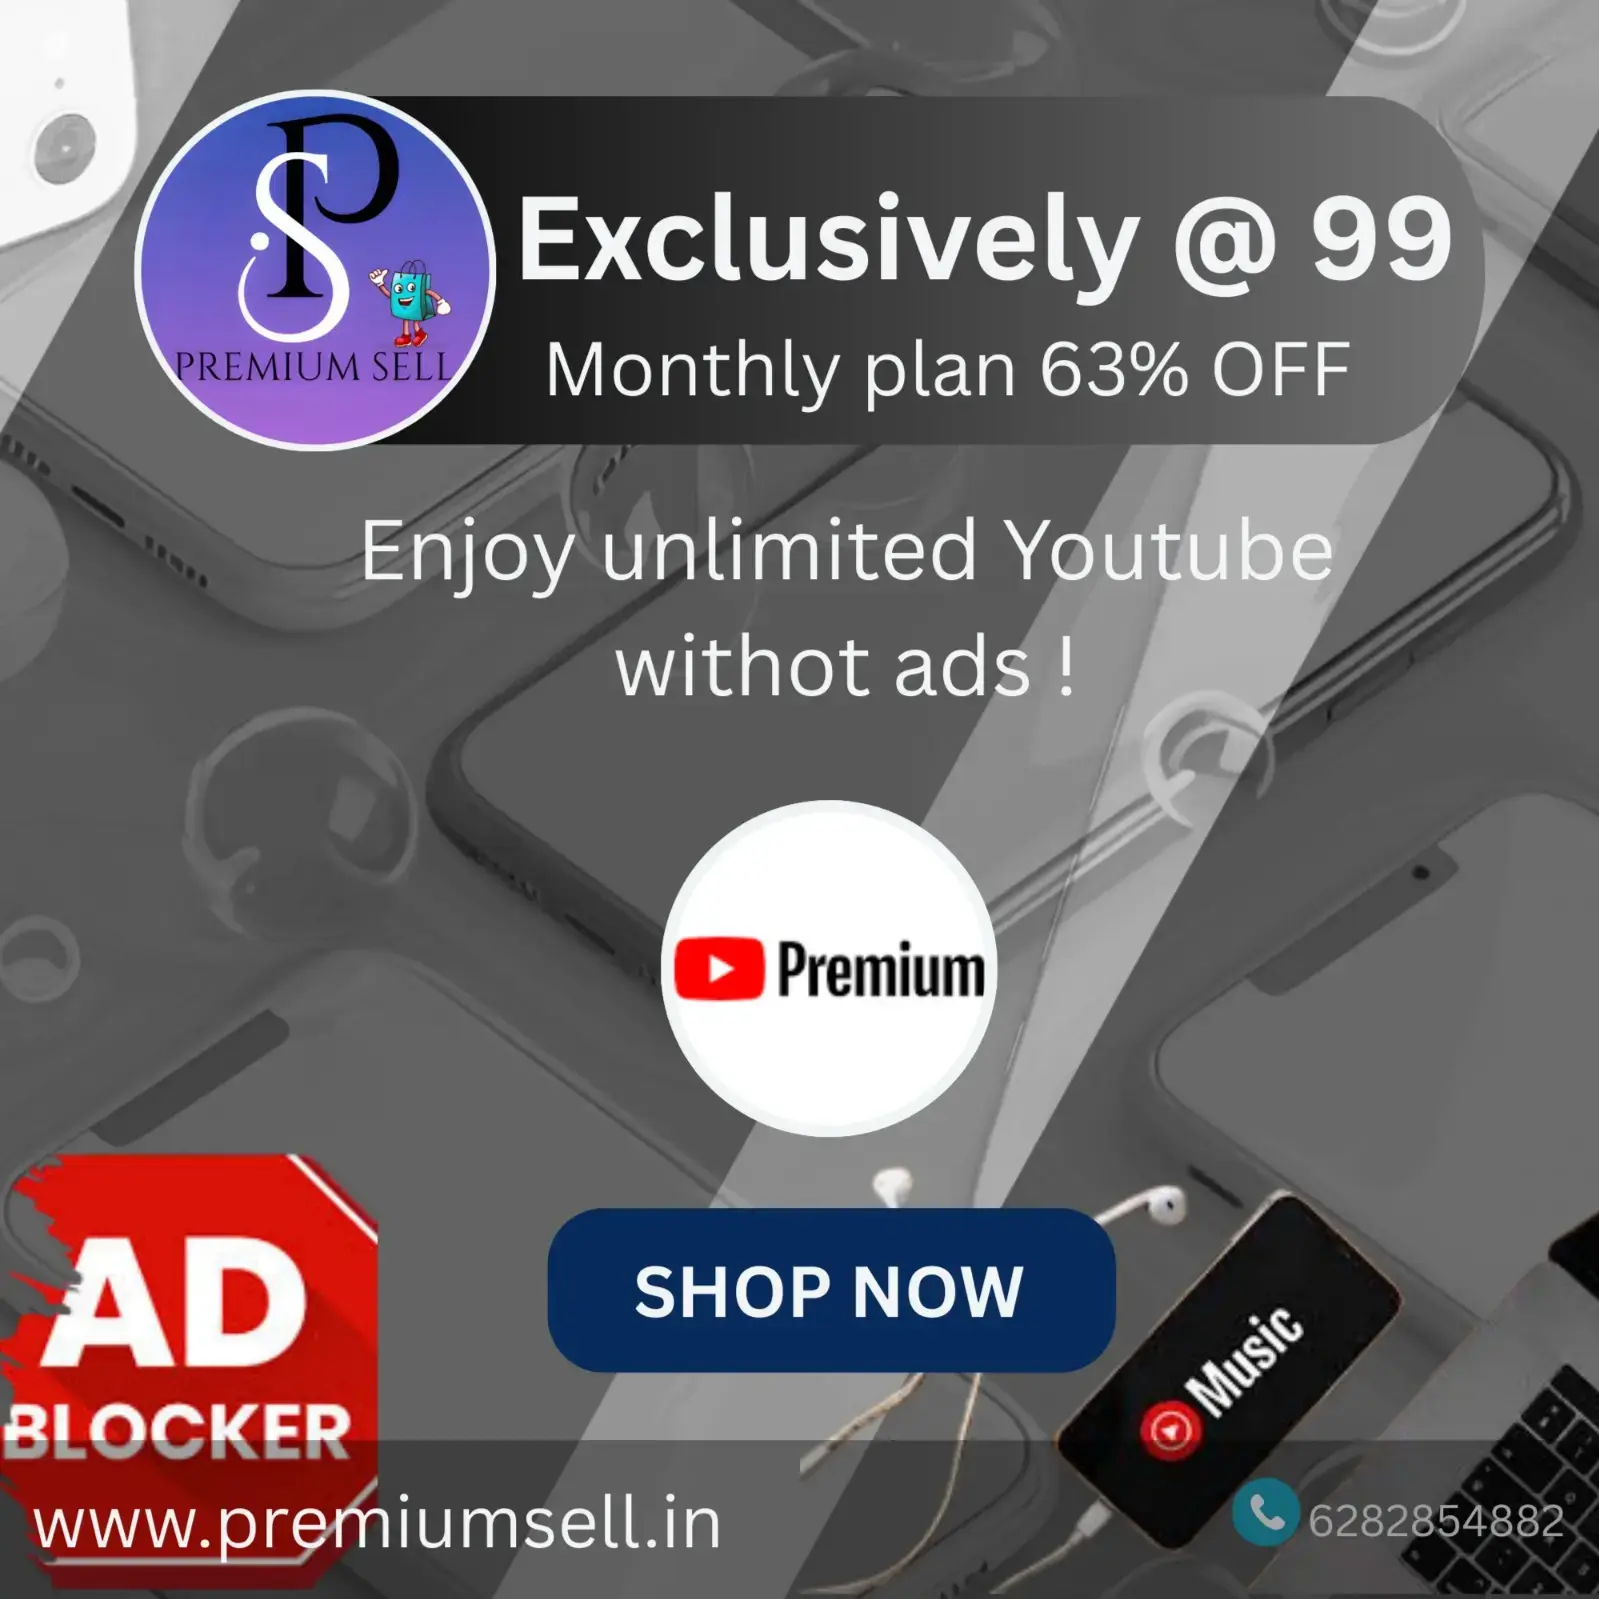 PS
PREMIUM SELL
Exclusively @ 99
Monthly plan 63% OFF
Enjoy unlimited Youtube
withot ads !
Premium
AD
BLOCKER
SHOP NOW
Music
www.premiumsell.in
6282854882